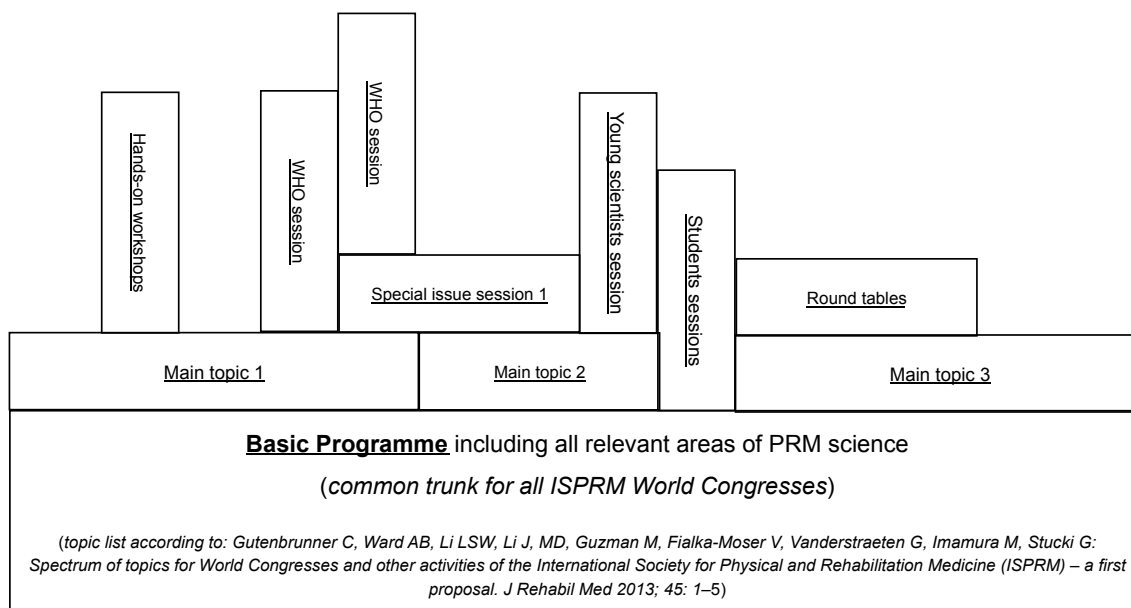 Hands-on workshops
WHO session
WHO session
Special issue session 1
Young scientists session
Students sessions
Round tables
Main topic 1
Main topic 2
Main topic 3
Basic Programme including all relevant areas of PRM science
(common trunk for all ISPRM World Congresses)
(topic list according to: Gutenbrunner C, Ward AB, Li LSW, Li J, MD, Guzman M, Fialka-Moser V, Vanderstraeten G, Imamura M, Stucki G:
Spectrum of topics for World Congresses and other activities of the International Society for Physical and Rehabilitation Medicine (ISPRM) – a first
proposal. J Rehabil Med 2013; 45: 1–5)